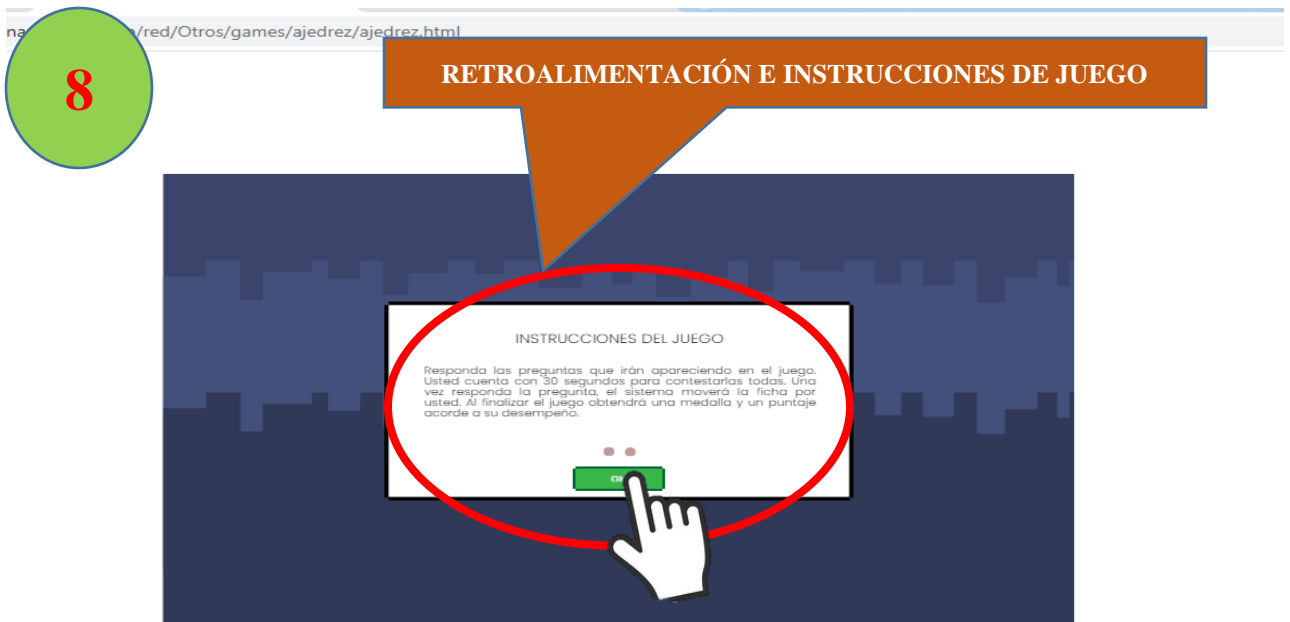 /red/Otros/games/ajedrez/ajedrez.html
8
RETROALIMENTACIÓN E INSTRUCCIONES DE JUEGO
INSTRUCCIONES DEL JUEGO
Responda las preguntas que irán apareciendo en el juego.
Usted cuenta con 30 segundos para contestarlas todas. Una
vez responda la pregunta, el sistema moverá la ficha por
usted. Al finalizar el juego obtendrá una medalla y un puntaje
acorde a su desempeño.